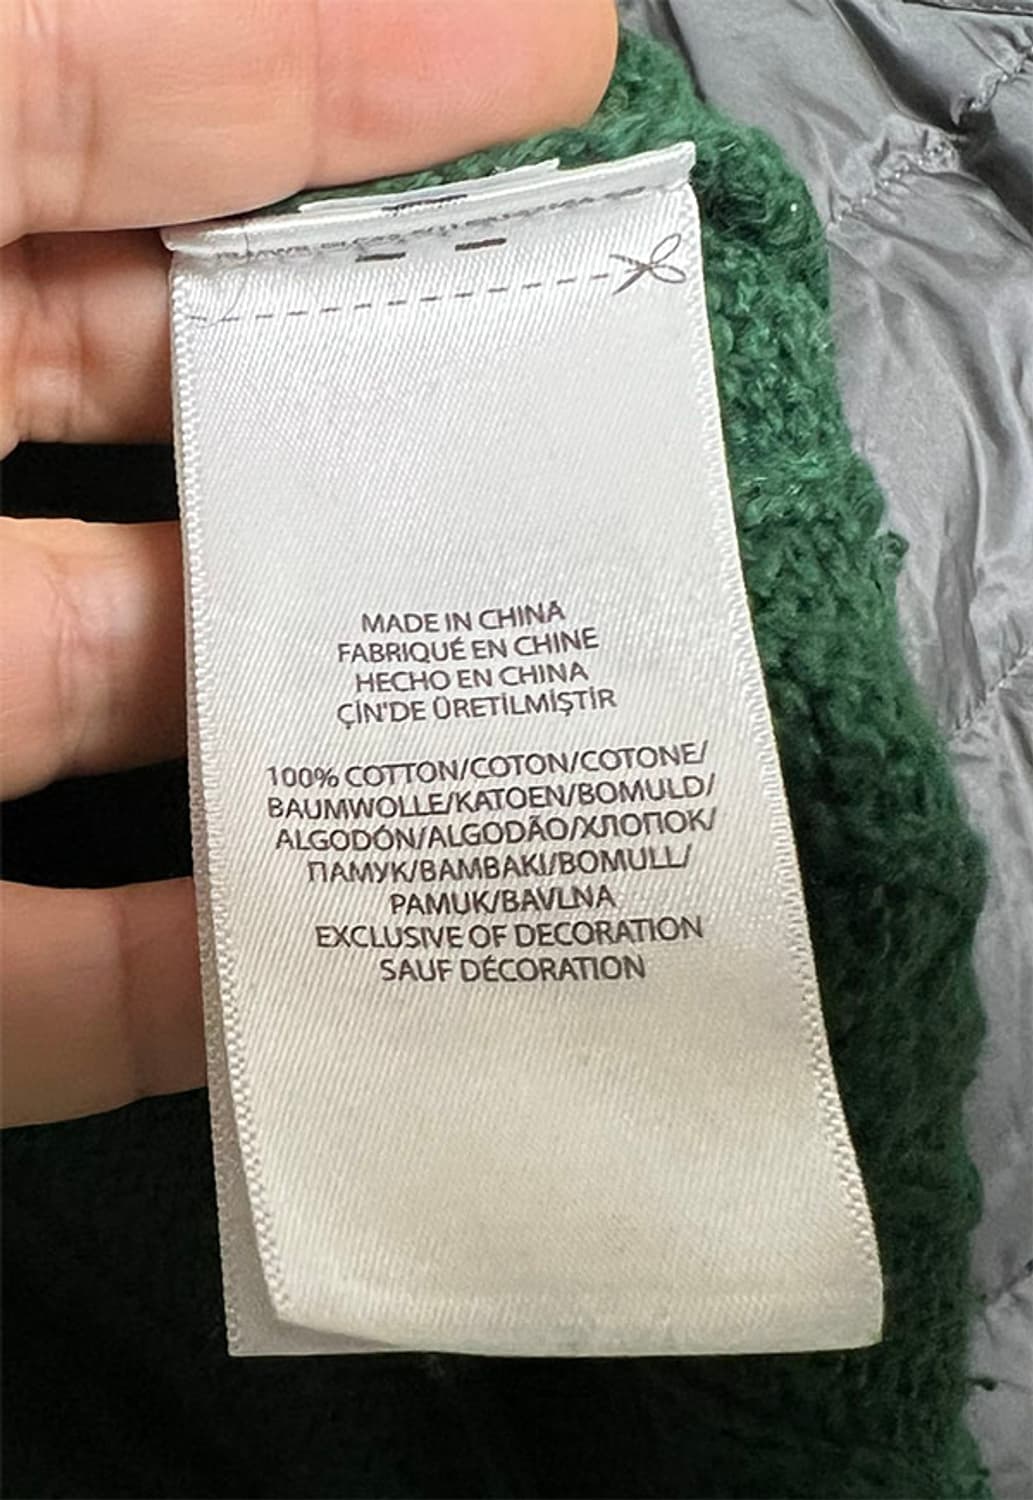 MADE IN CHINA
FABRIQUÉ EN CHINE
HECHO EN CHINA
ÇİN'DE ÜRETİLMİŞTİR
100% COTTON/COTON/COTONE/
BAUMWOLLE/KATOEN/BOMULD/
ALGODÓN/ALGODÃO/ХЛОПОК/
ПАМУК/BAMBAKI/BOMULL/
PAMUK/BAVLNA
EXCLUSIVE OF DECORATION
SAUF DÉCORATION